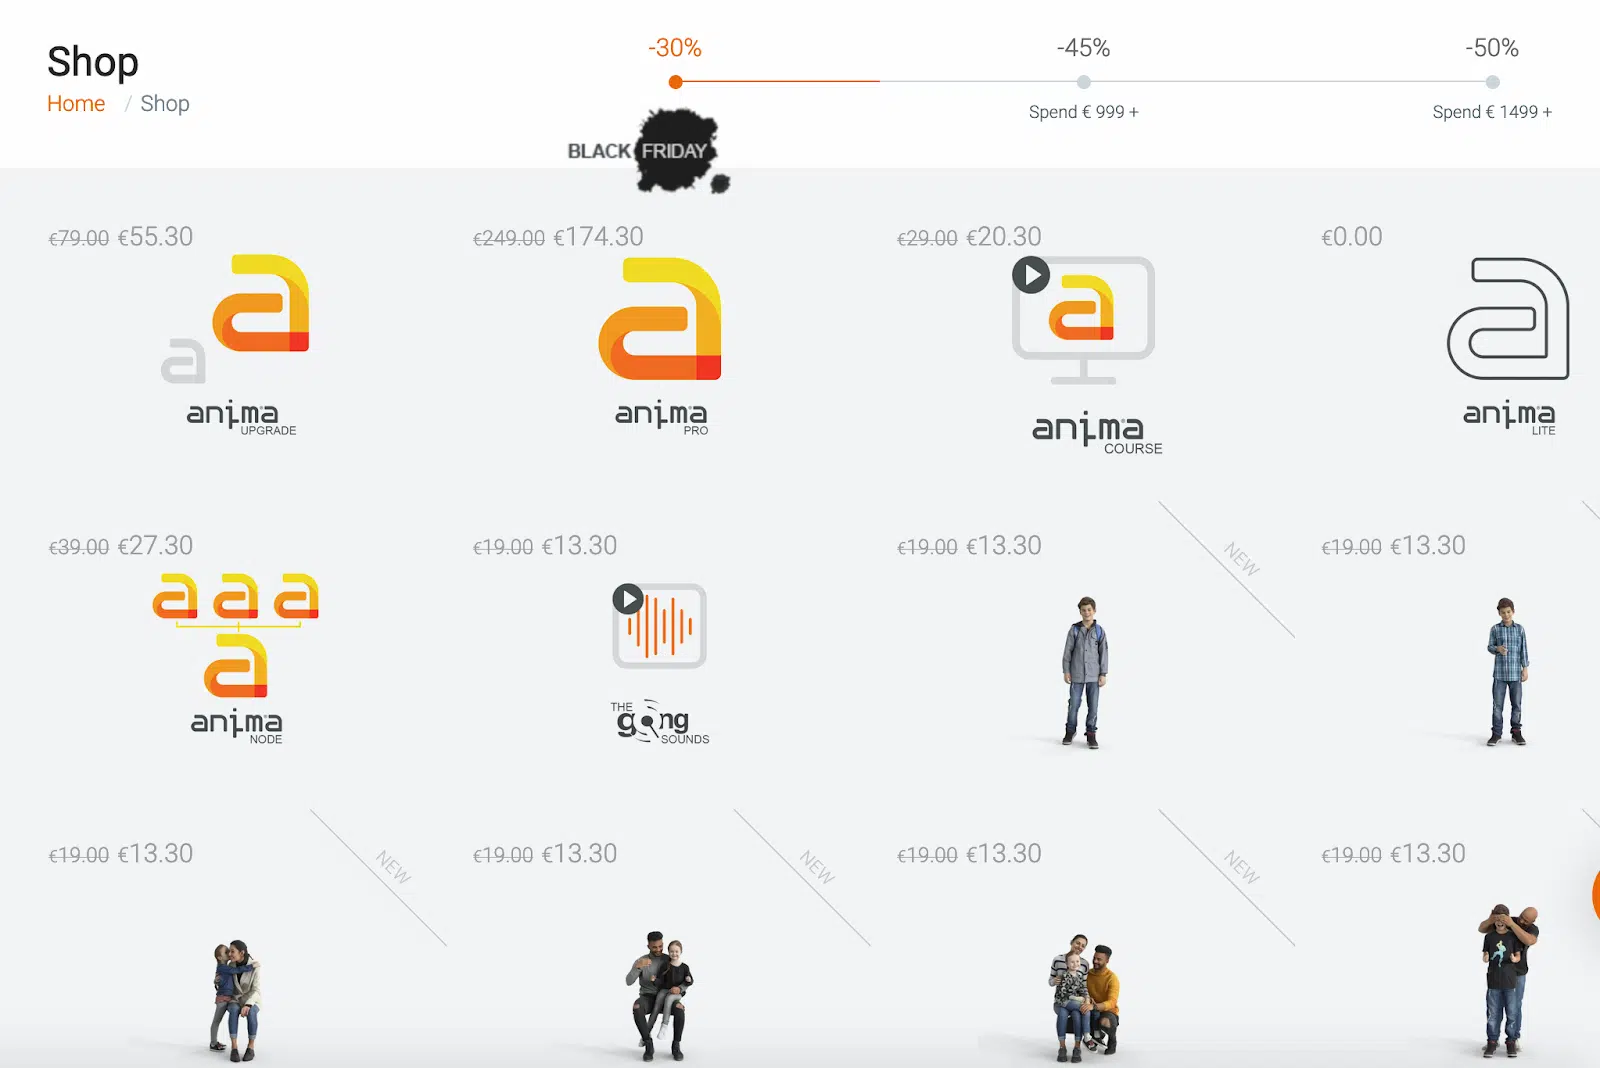 Shop
Home / Shop
-30%
-45%
-50%
Spend € 999 +
Spend € 1499 +
BLACK FRIDAY
€79.00 €55.30
anima
UPGRADE
€249.00 €174.30
anima
PRO
€29.00 €20.30
anima
COURSE
€0.00
anima
LITE
€39.00 €27.30
anima
NODE
€19.00 €13.30
THE
gong
SOUNDS
€19.00 €13.30
NEW
€19.00 €13.30
€19.00 €13.30
NEW
€19.00 €13.30
NEW
€19.00 €13.30
NEW
€19.00 €13.30